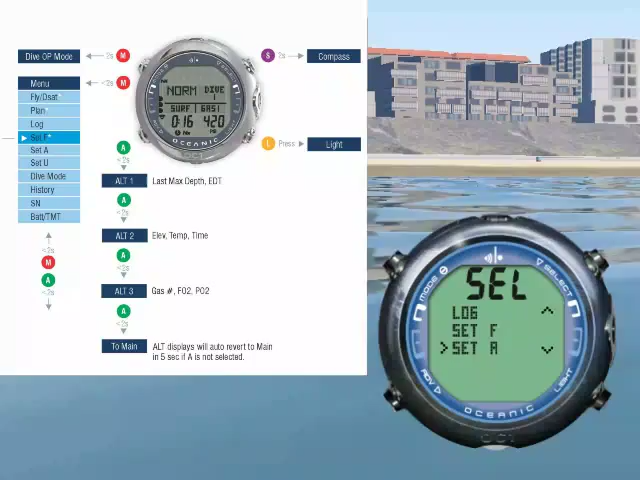 Dive OP Mode
2s
M
S
2s
Compass
Menu
<2s
M
Fly/Dsat
Plan
Log
Set F
Set A
Set U
Dive Mode
History
SN
Batt/TMT
<2s
M
A
<2s
NORM DIVE
1
SURF GAS1
0:16 420
OCEANIC
OC1
L
Press
Light
A
<2s
ALT 1
Last Max Depth, EDT
A
<2s
ALT 2
Elev, Temp, Time
A
<2s
ALT 3
Gas #, FO2, PO2
A
<2s
To Main
ALT displays will auto revert to Main
in 5 sec if A is not selected.
MODE
SELECT
SEL
LOG
SET F
SET A
ADV
LIGHT
OCEANIC
OC1